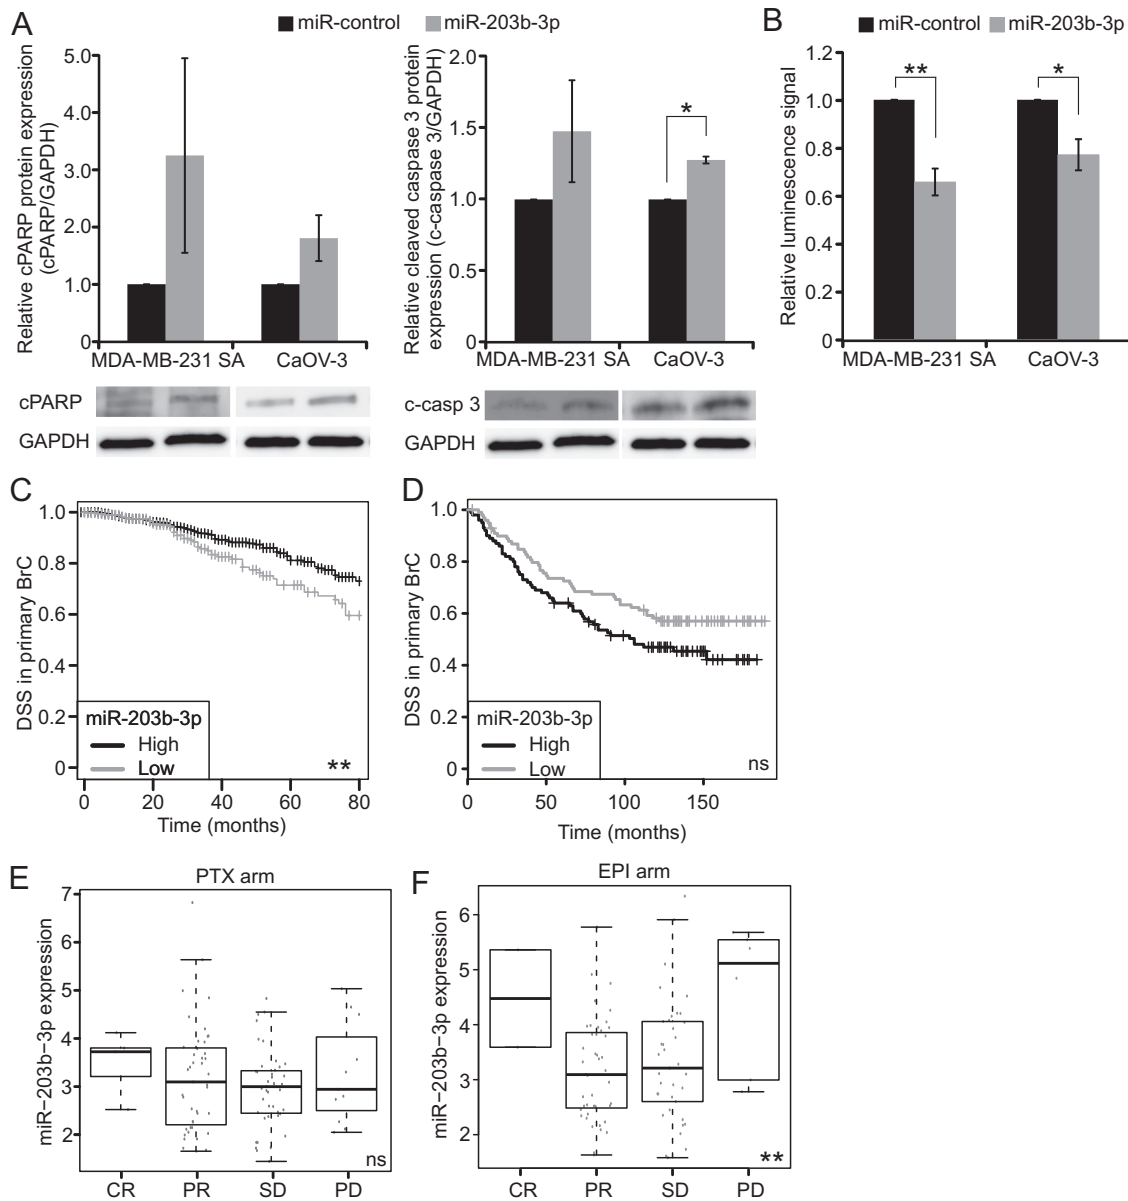 A
miR-control miR-203b-3p
Relative cPARP protein expression
(cPARP/GAPDH)
5.0
4.0
3.0
2.0
1.0
0
MDA-MB-231 SA CaOV-3
cPARP
GAPDH
Relative cleaved caspase 3 protein
expression (c-caspase 3/GAPDH)
2.0
1.5
1.0
0.5
0
*
MDA-MB-231 SA CaOV-3
c-casp 3
GAPDH
B
miR-control miR-203b-3p
Relative luminescence signal
1.2
1.0
0.8
0.6
0.4
0.2
0
** *
MDA-MB-231 SA CaOV-3
C
DSS in primary BrC
1.0
0.8
0.6
0.4
0.2
0
miR-203b-3p
High
Low
**
0 20 40 60 80
Time (months)
D
DSS in primary BrC
1.0
0.8
0.6
0.4
0.2
0
miR-203b-3p
High
Low
ns
0 50 100 150
Time (months)
E
PTX arm
miR−203b−3p expression
7
6
5
4
3
2
ns
CR PR SD PD
F
EPI arm
miR−203b−3p expression
6
5
4
3
2
**
CR PR SD PD